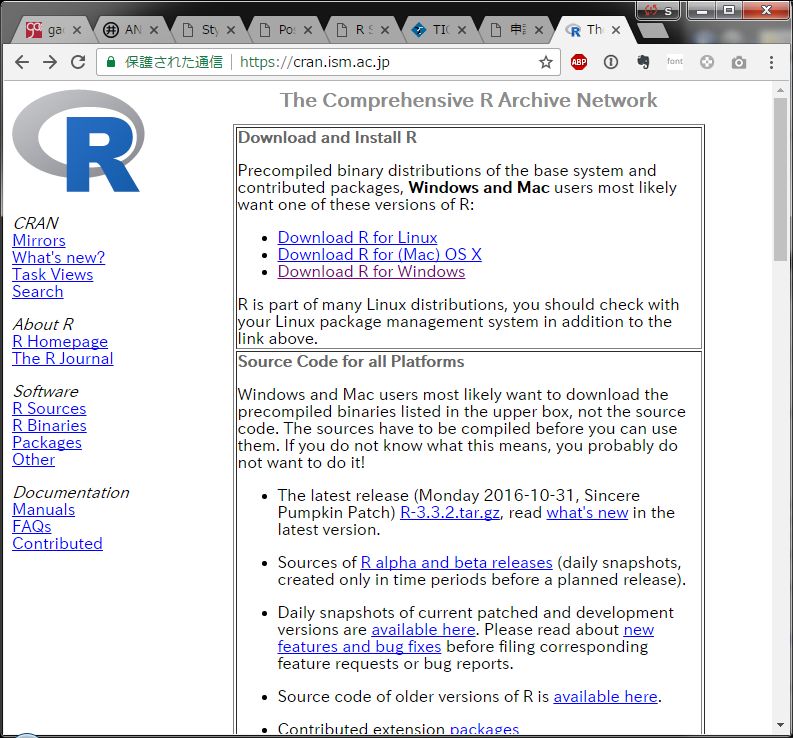 gac
AN
Sty
Pos
R S
TIC
申請
The
s
保護された通信
https://cran.ism.ac.jp
ABP
font
R
The Comprehensive R Archive Network
CRAN
Mirrors
What's new?
Task Views
Search
About R
R Homepage
The R Journal
Software
R Sources
R Binaries
Packages
Other
Documentation
Manuals
FAQs
Contributed
Download and Install R
Precompiled binary distributions of the base system and
contributed packages, Windows and Mac users most likely
want one of these versions of R:
• Download R for Linux
• Download R for (Mac) OS X
• Download R for Windows
R is part of many Linux distributions, you should check with
your Linux package management system in addition to the
link above.
Source Code for all Platforms
Windows and Mac users most likely want to download the
precompiled binaries listed in the upper box, not the source
code. The sources have to be compiled before you can use
them. If you do not know what this means, you probably do
not want to do it!
• The latest release (Monday 2016-10-31, Sincere
Pumpkin Patch) R-3.3.2.tar.gz, read what's new in the
latest version.
• Sources of R alpha and beta releases (daily snapshots,
created only in time periods before a planned release).
• Daily snapshots of current patched and development
versions are available here. Please read about new
features and bug fixes before filing corresponding
feature requests or bug reports.
• Source code of older versions of R is available here.
• Contributed extension packages